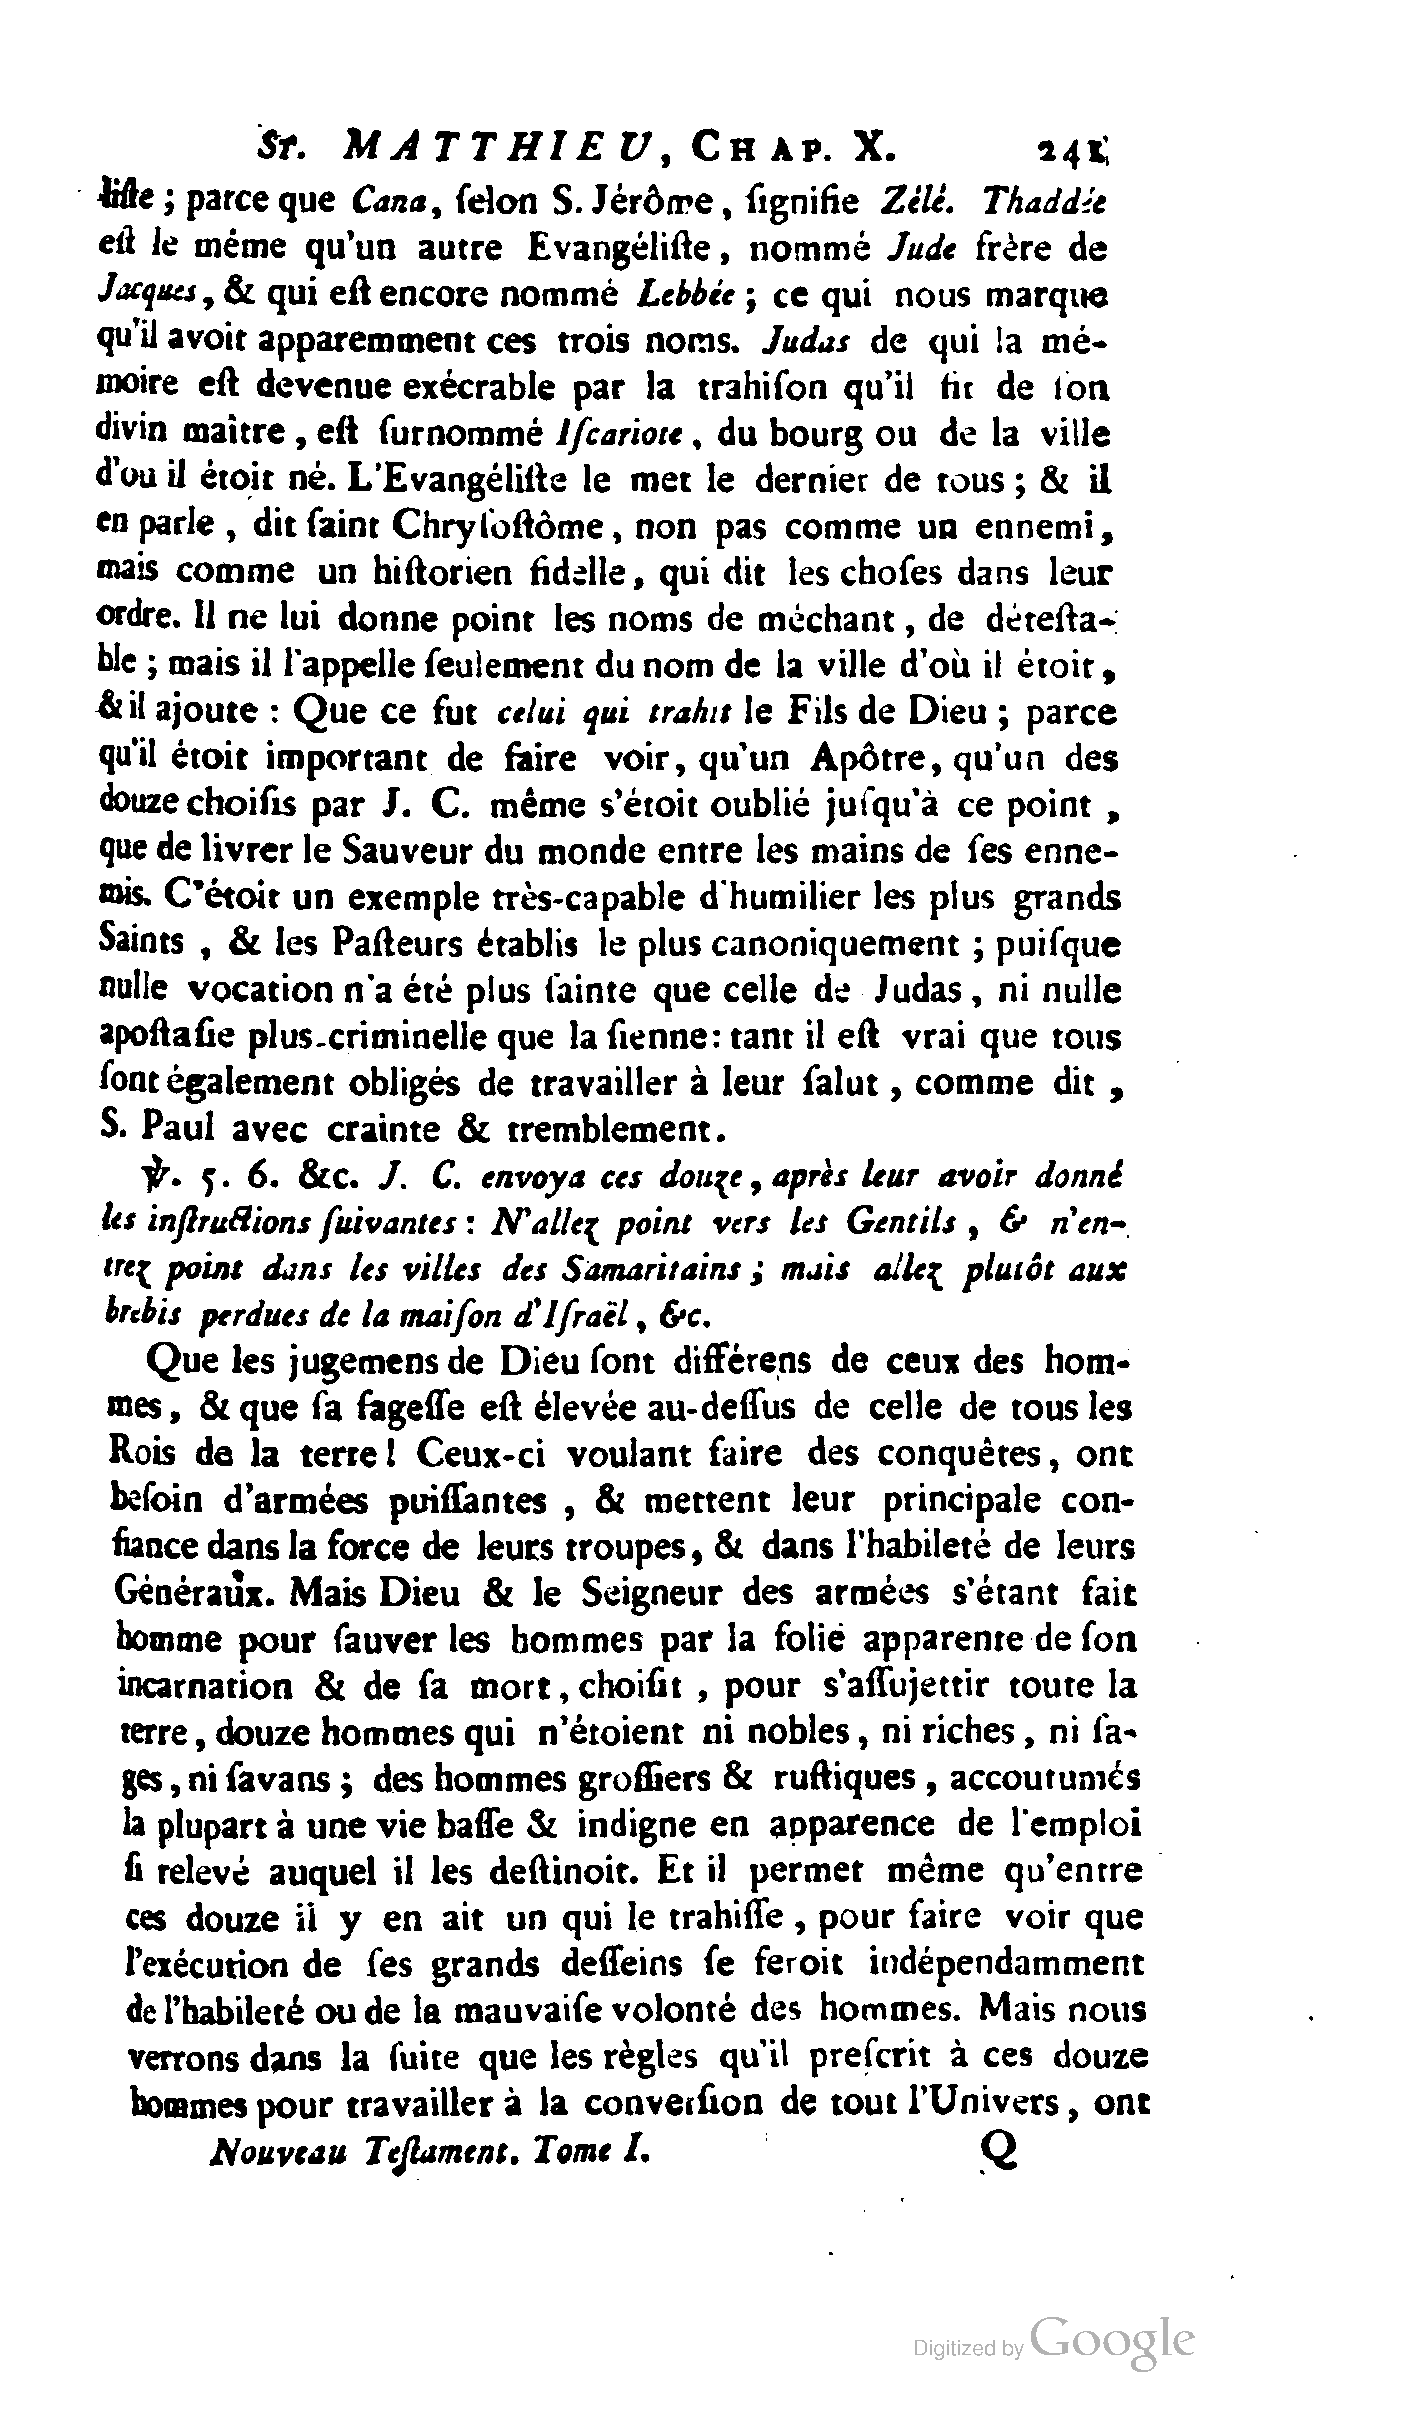 St. MATTHIEU, CHAP. X. 241
liſte ; parce que Cana, ſelon S. Jérôme, ſignifie Zélé. Thaddée
eſt le même qu'un autre Evangéliſte, nommé Jude frère de
Jacques, & qui eſt encore nommé Lebbée ; ce qui nous marque
qu'il avoit apparemment ces trois noms. Judas de qui la mé-
moire eſt devenue exécrable par la trahiſon qu'il fit de ſon
divin maître, eſt ſurnommé Iſcariote, du bourg ou de la ville
d'ou il étoit né. L'Evangéliſte le met le dernier de tous ; & il
en parle, dit ſaint Chryſoſtôme, non pas comme un ennemi,
mais comme un hiſtorien fidelle, qui dit les choſes dans leur
ordre. Il ne lui donne point les noms de méchant, de déteſta-
ble ; mais il l'appelle ſeulement du nom de la ville d'où il étoit,
& il ajoute : Que ce fut celui qui trahit le Fils de Dieu ; parce
qu'il étoit important de faire voir, qu'un Apôtre, qu'un des
douze choiſis par J. C. même s'étoit oublié juſqu'à ce point,
que de livrer le Sauveur du monde entre les mains de ſes enne-
mis. C'étoit un exemple très-capable d'humilier les plus grands
Saints, & les Paſteurs établis le plus canoniquement ; puiſque
nulle vocation n'a été plus ſainte que celle de Judas, ni nulle
apoſtaſie plus-criminelle que la ſienne : tant il eſt vrai que tous
ſont également obligés de travailler à leur ſalut, comme dit,
S. Paul avec crainte & tremblement.
℣. 5. 6. &c. J. C. envoya ces douze, après leur avoir donné
les inſtructions ſuivantes : N'allez point vers les Gentils, & n'en-
trez point dans les villes des Samaritains ; mais allez plutôt aux
brebis perdues de la maiſon d'Iſraël, &c.
Que les jugemens de Dieu ſont différens de ceux des hom-
mes, & que ſa ſageſſe eſt élevée au-deſſus de celle de tous les
Rois de la terre ! Ceux-ci voulant faire des conquêtes, ont
beſoin d'armées puiſſantes, & mettent leur principale con-
fiance dans la force de leurs troupes, & dans l'habileté de leurs
Généraux. Mais Dieu & le Seigneur des armées s'étant fait
homme pour ſauver les hommes par la folie apparente de ſon
incarnation & de ſa mort, choiſit, pour s'aſſujettir toute la
terre, douze hommes qui n'étoient ni nobles, ni riches, ni ſa-
ges, ni ſavans ; des hommes groſſiers & ruſtiques, accoutumés
la plupart à une vie baſſe & indigne en apparence de l'emploi
ſi relevé auquel il les deſtinoit. Et il permet même qu'entre
ces douze il y en ait un qui le trahiſſe, pour faire voir que
l'exécution de ſes grands deſſeins ſe feroit indépendamment
de l'habileté ou de la mauvaiſe volonté des hommes. Mais nous
verrons dans la ſuite que les règles qu'il preſcrit à ces douze
hommes pour travailler à la converſion de tout l'Univers, ont
Nouveau Teſtament. Tome I. Q
Digitized by Google